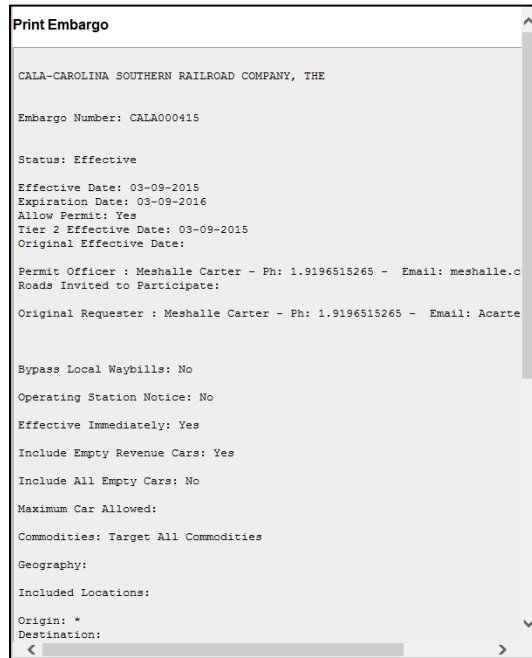 Print Embargo
CALA-CAROLINA SOUTHERN RAILROAD COMPANY, THE
Embargo Number: CALA000415
Status: Effective
Effective Date: 03-09-2015
Expiration Date: 03-09-2016
Allow Permit: Yes
Tier 2 Effective Date: 03-09-2015
Original Effective Date:
Permit Officer : Meshalle Carter - Ph: 1.9196515265 - Email: meshalle.c
Roads Invited to Participate:
Original Requester : Meshalle Carter - Ph: 1.9196515265 - Email: Acarte
Bypass Local Waybills: No
Operating Station Notice: No
Effective Immediately: Yes
Include Empty Revenue Cars: Yes
Include All Empty Cars: No
Maximum Car Allowed:
Commodities: Target All Commodities
Geography:
Included Locations:
Origin: *
Destination: